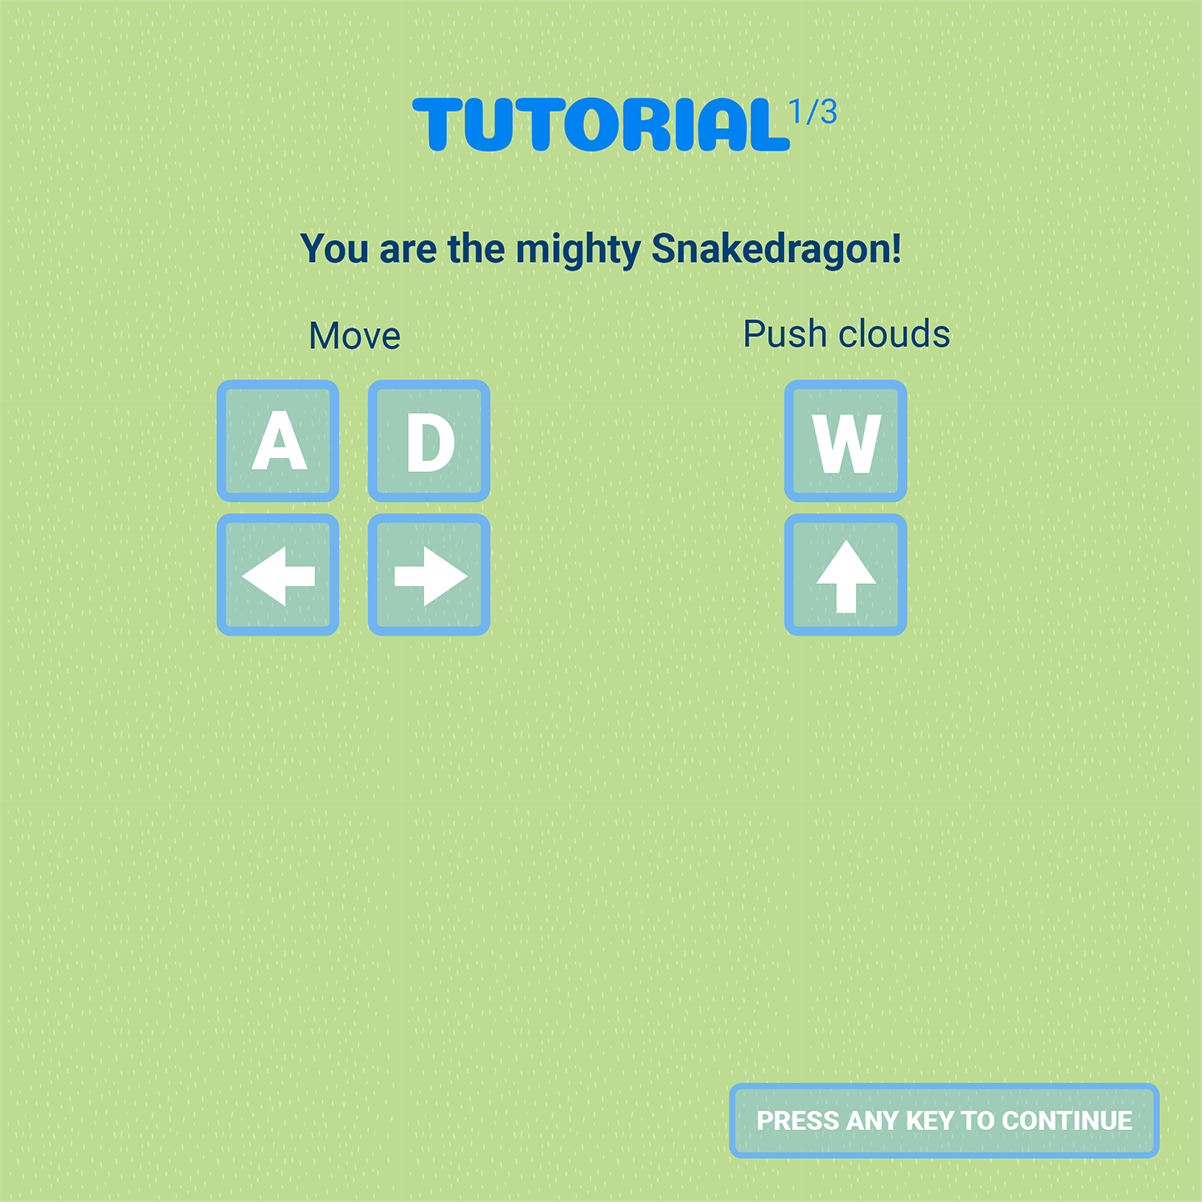 TUTORIAL 1/3
You are the mighty Snakedragon!
Move
Push clouds
A D
W
PRESS ANY KEY TO CONTINUE